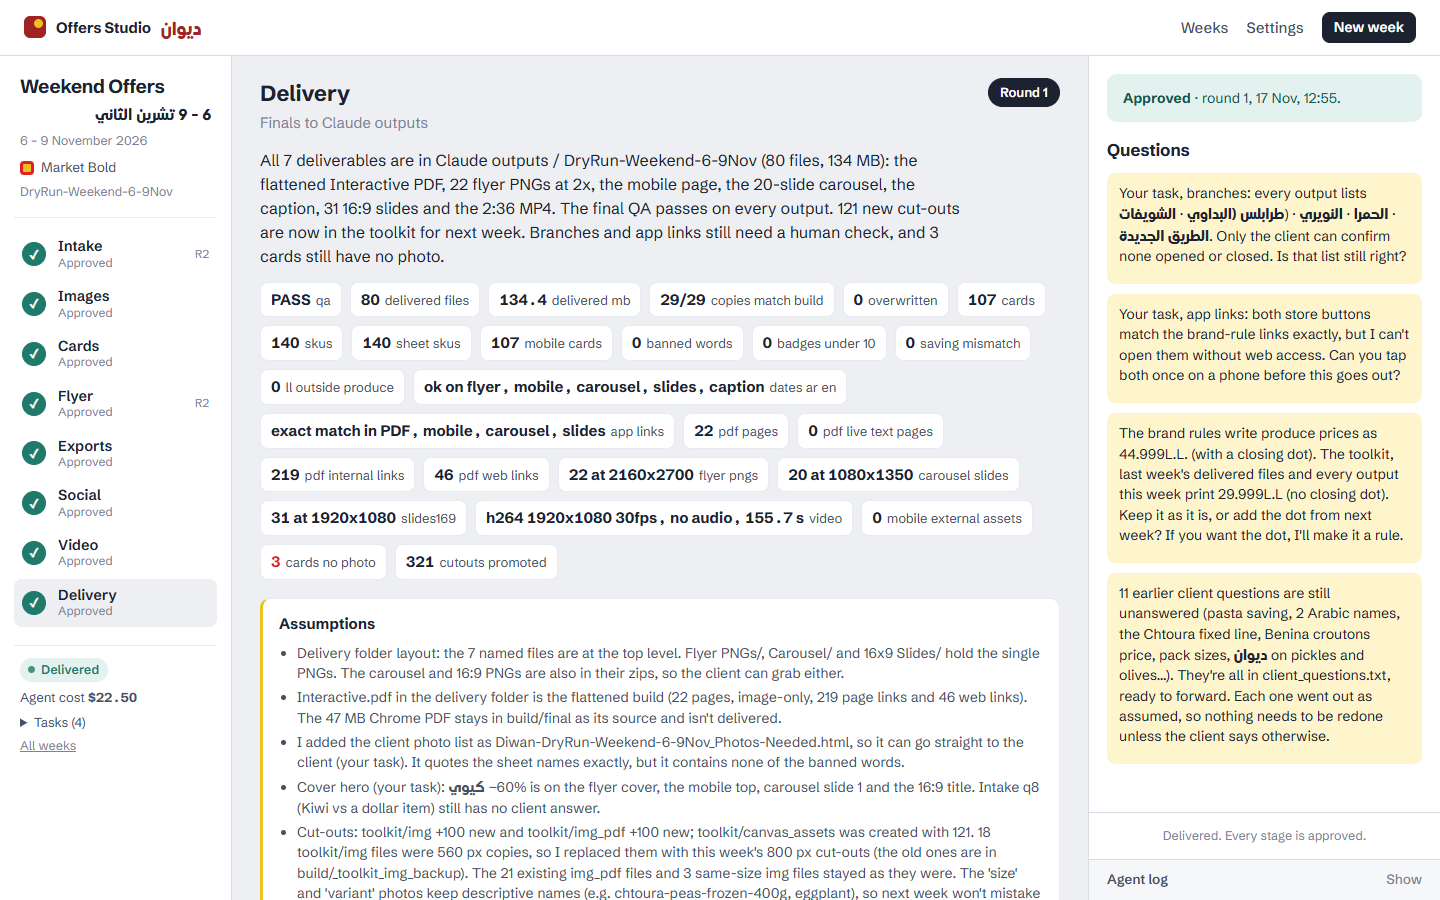 Offers Studio ديوان
Weeks Settings New week
Weekend Offers
6 - 9 تشرين الثاني
6 – 9 November 2026
Market Bold
DryRun-Weekend-6-9Nov
Intake R2
Approved
Images
Approved
Cards
Approved
Flyer R2
Approved
Exports
Approved
Social
Approved
Video
Approved
Delivery
Approved
Delivered
Agent cost $22.50
Tasks (4)
All weeks
Delivery
Round 1
Finals to Claude outputs
All 7 deliverables are in Claude outputs / DryRun-Weekend-6-9Nov (80 files, 134 MB): the
flattened Interactive PDF, 22 flyer PNGs at 2x, the mobile page, the 20-slide carousel, the
caption, 31 16:9 slides and the 2:36 MP4. The final QA passes on every output. 121 new cut-outs
are now in the toolkit for next week. Branches and app links still need a human check, and 3
cards still have no photo.
PASS qa 80 delivered files 134.4 delivered mb 29/29 copies match build 0 overwritten 107 cards
140 skus 140 sheet skus 107 mobile cards 0 banned words 0 badges under 10 0 saving mismatch
0 ll outside produce ok on flyer, mobile, carousel, slides, caption dates ar en
exact match in PDF, mobile, carousel, slides app links 22 pdf pages 0 pdf live text pages
219 pdf internal links 46 pdf web links 22 at 2160x2700 flyer pngs 20 at 1080x1350 carousel slides
31 at 1920x1080 slides169 h264 1920x1080 30fps, no audio, 155.7 s video 0 mobile external assets
3 cards no photo 321 cutouts promoted
Assumptions
• Delivery folder layout: the 7 named files are at the top level. Flyer PNGs/, Carousel/ and 16x9 Slides/ hold the single
PNGs. The carousel and 16:9 PNGs are also in their zips, so the client can grab either.
• Interactive.pdf in the delivery folder is the flattened build (22 pages, image-only, 219 page links and 46 web links).
The 47 MB Chrome PDF stays in build/final as its source and isn't delivered.
• I added the client photo list as Diwan-DryRun-Weekend-6-9Nov_Photos-Needed.html, so it can go straight to the
client (your task). It quotes the sheet names exactly, but it contains none of the banned words.
• Cover hero (your task): كيوي −60% is on the flyer cover, the mobile top, carousel slide 1 and the 16:9 title. Intake q8
(Kiwi vs a dollar item) still has no client answer.
• Cut-outs: toolkit/img +100 new and toolkit/img_pdf +100 new; toolkit/canvas_assets was created with 121. 18
toolkit/img files were 560 px copies, so I replaced them with this week's 800 px cut-outs (the old ones are in
build/_toolkit_img_backup). The 21 existing img_pdf files and 3 same-size img files stayed as they were. The 'size'
and 'variant' photos keep descriptive names (e.g. chtoura-peas-frozen-400g, eggplant), so next week won't mistake
Approved · round 1, 17 Nov, 12:55.
Questions
Your task, branches: every output lists
الحمرا · النويري · (طرابلس (البداوي · الشويفات ·
الطريق الجديدة. Only the client can confirm
none opened or closed. Is that list still right?
Your task, app links: both store buttons
match the brand-rule links exactly, but I can't
open them without web access. Can you tap
both once on a phone before this goes out?
The brand rules write produce prices as
44.999L.L. (with a closing dot). The toolkit,
last week's delivered files and every output
this week print 29.999L.L (no closing dot).
Keep it as it is, or add the dot from next
week? If you want the dot, I'll make it a rule.
11 earlier client questions are still
unanswered (pasta saving, 2 Arabic names,
the Chtoura fixed line, Benina croutons
price, pack sizes, ديوان on pickles and
olives…). They're all in client_questions.txt,
ready to forward. Each one went out as
assumed, so nothing needs to be redone
unless the client says otherwise.
Delivered. Every stage is approved.
Agent log Show